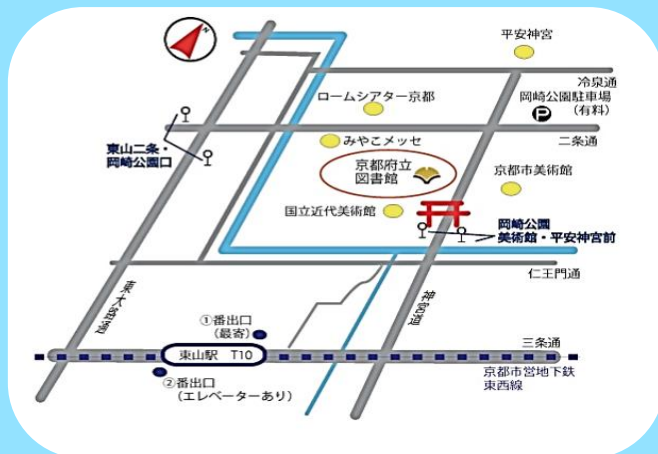 N
平安神宮
冷泉通
ロームシアター京都
岡崎公園駐車場
(有料)
P
二条通
みやこメッセ
東山二条・
岡崎公園口
京都府立
図書館
京都市美術館
国立近代美術館
岡崎公園
美術館・平安神宮前
仁王門通
東大路通
神宮道
①番出口
(最寄)
三条通
東山駅 T10
京都市営地下鉄
東西線
②番出口
(エレベーターあり)